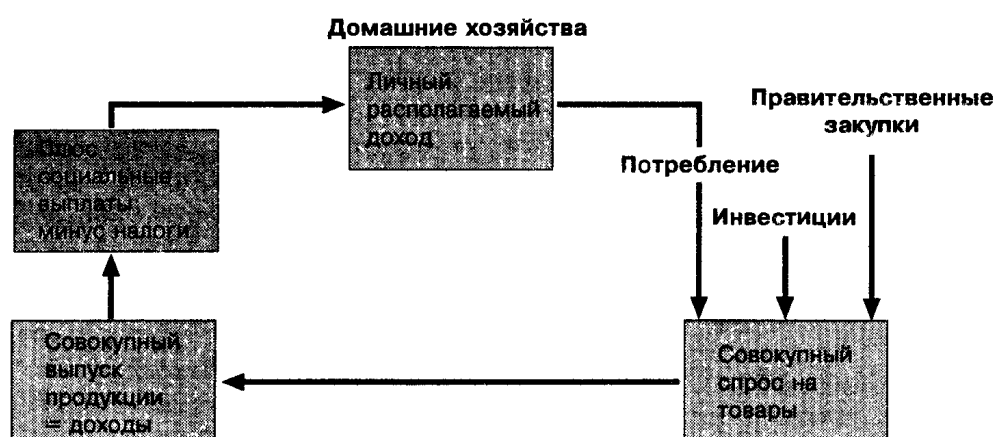 Домашние хозяйства
Личный
располагаемый
доход
Правительственные
закупки
Плюс
социальные
выплаты,
минус налоги
Потребление
Инвестиции
Совокупный
выпуск
продукции
= доходы
Совокупный
спрос на
товары